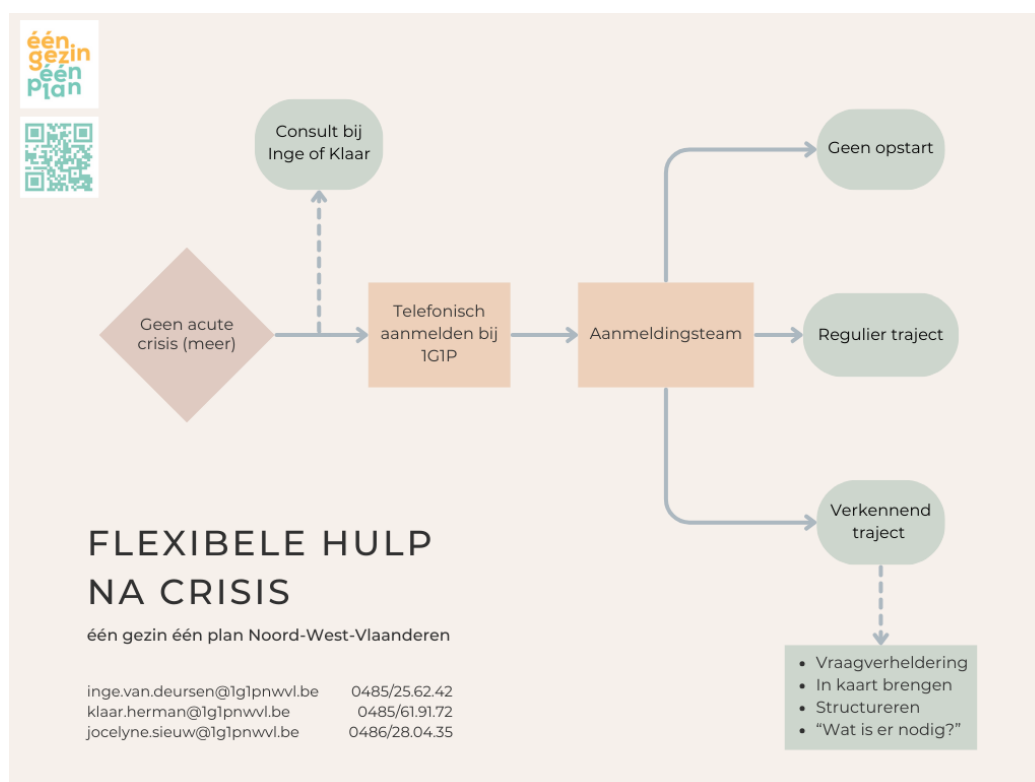 één
gezin
één
plan
Consult bij
Inge of Klaar
Geen opstart
Geen acute
crisis (meer)
Telefonisch
aanmelden bij
1G1P
Aanmeldingsteam
Regulier traject
Verkennend
traject
FLEXIBELE HULP
NA CRISIS
één gezin één plan Noord-West-Vlaanderen
inge.van.deursen@1g1pnwvl.be 0485/25.62.42
klaar.herman@1g1pnwvl.be 0485/61.91.72
jocelyne.sieuw@1g1pnwvl.be 0486/28.04.35
• Vraagverheldering
• In kaart brengen
• Structureren
• “Wat is er nodig?”